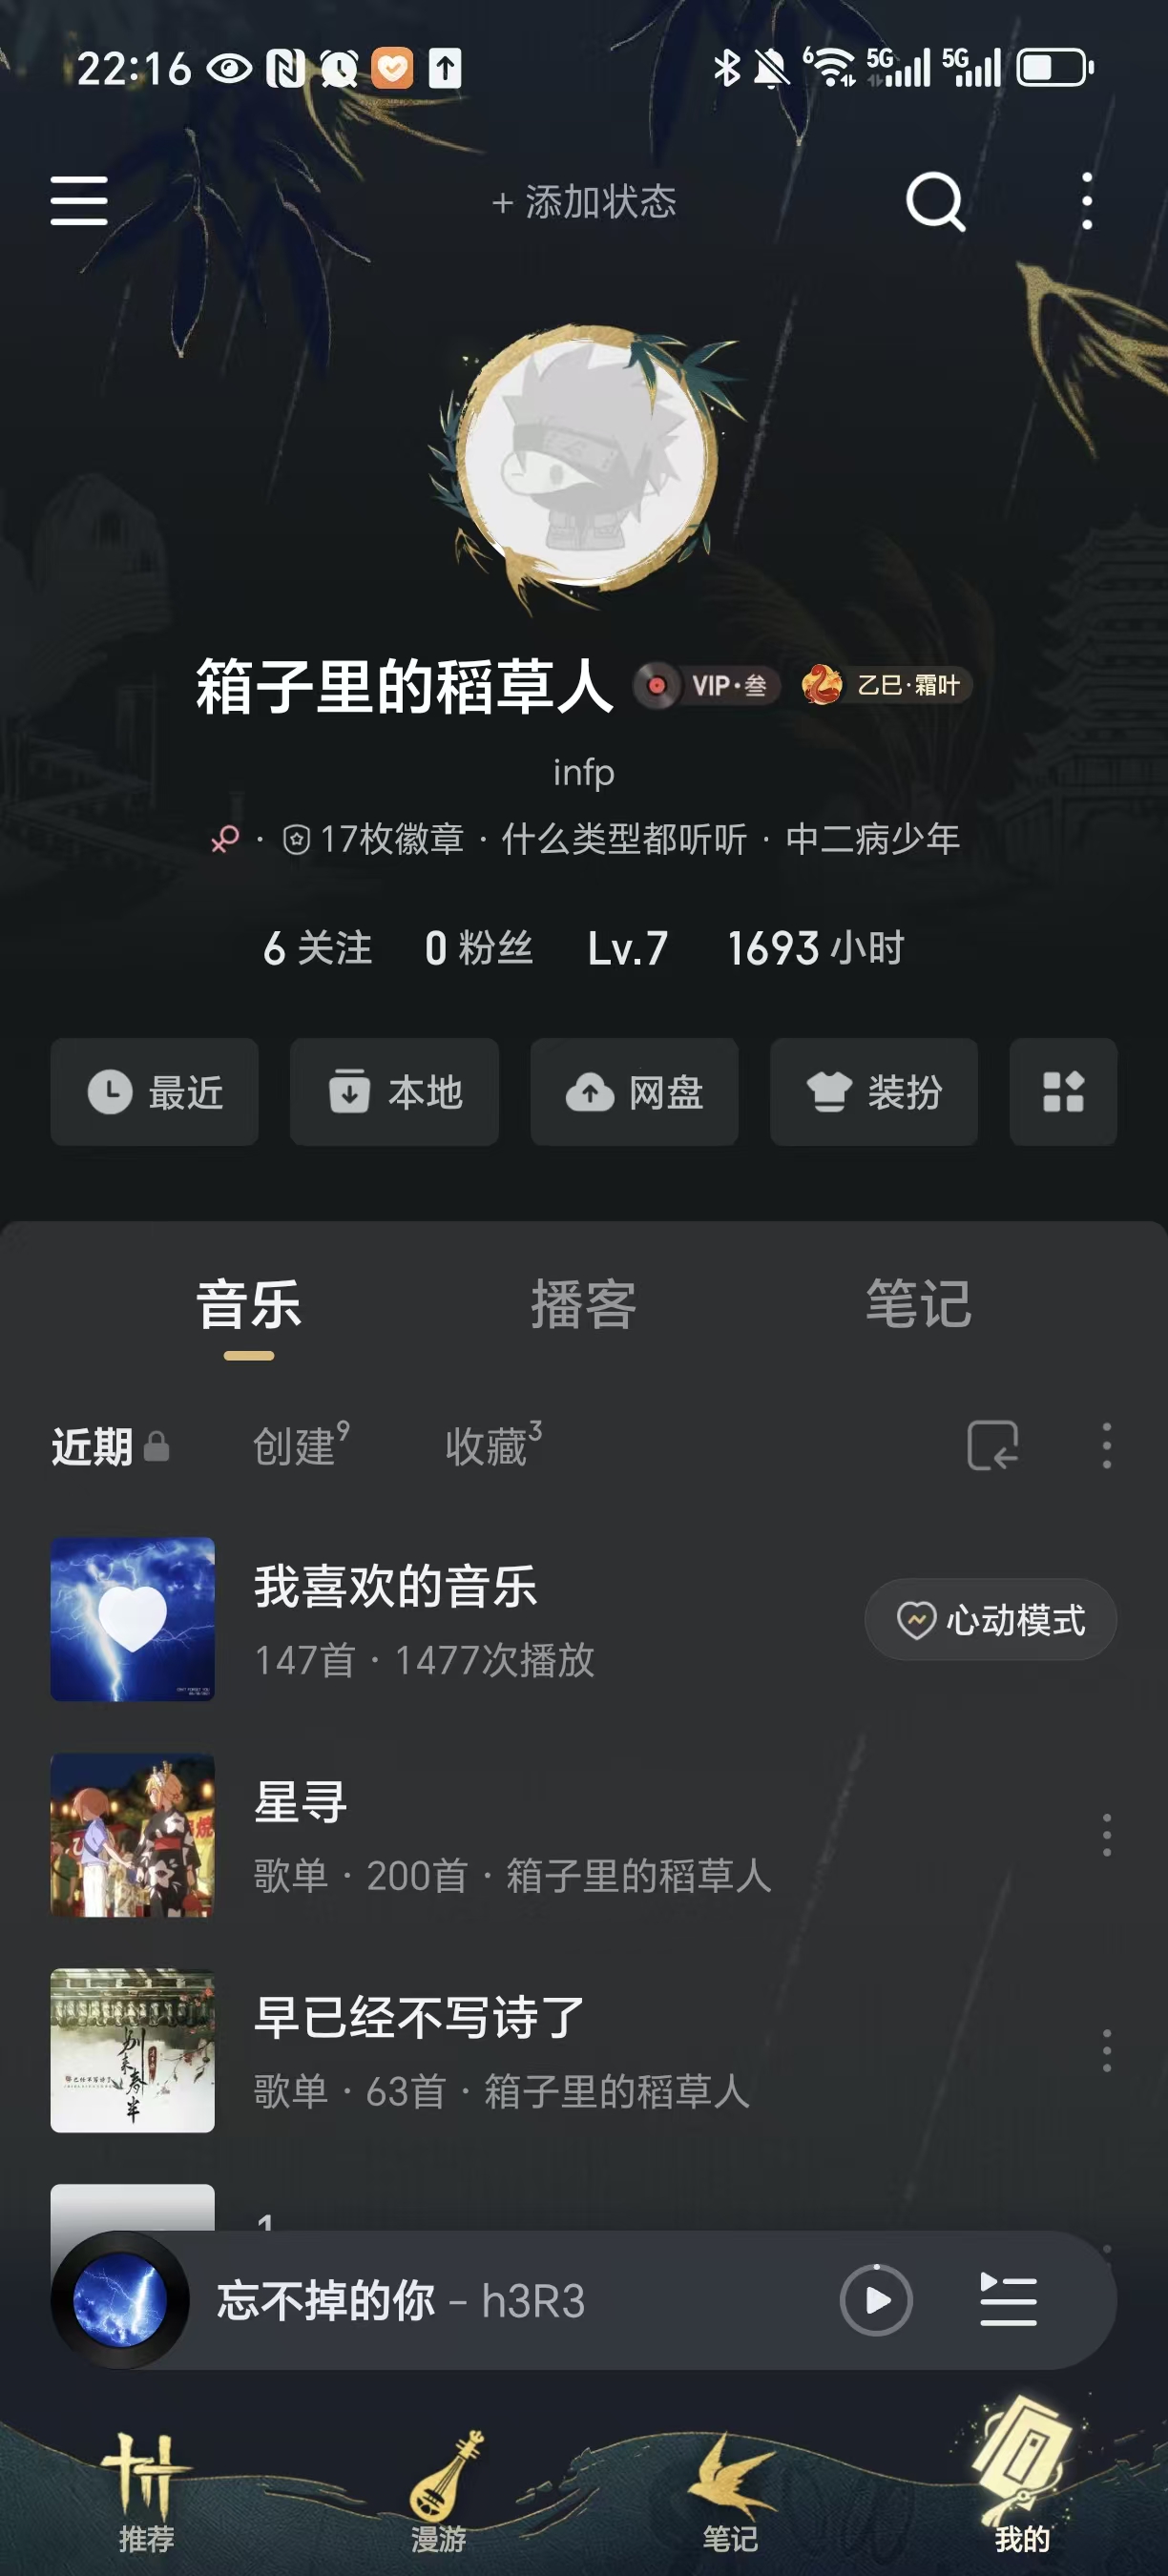 22:16
6 5G 5G
+ 添加状态
箱子里的稻草人 VIP·叁 乙巳·霜叶
infp
· 17枚徽章 · 什么类型都听听 · 中二病少年
6 关注 0 粉丝 Lv.7 1693 小时
最近 本地 网盘 装扮
音乐 播客 笔记
近期 创建9 收藏3
我喜欢的音乐
147首 · 1477次播放
心动模式
星寻
歌单 · 200首 · 箱子里的稻草人
早已经不写诗了
歌单 · 63首 · 箱子里的稻草人
忘不掉的你 – h3R3
推荐 漫游 笔记 我的